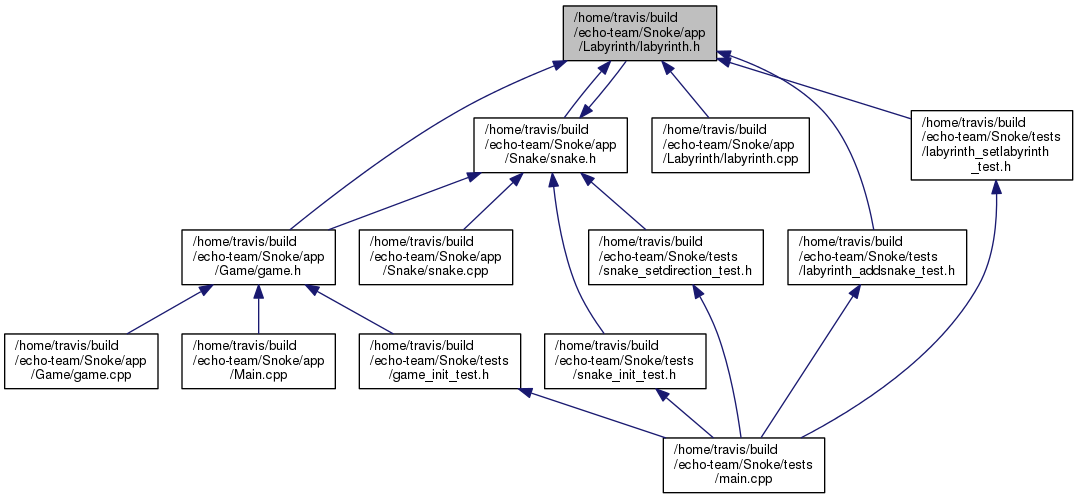 /home/travis/build
/echo-team/Snoke/app
/Labyrinth/labyrinth.h
/home/travis/build
/echo-team/Snoke/app
/Snake/snake.h
/home/travis/build
/echo-team/Snoke/app
/Labyrinth/labyrinth.cpp
/home/travis/build
/echo-team/Snoke/tests
/labyrinth_setlabyrinth
_test.h
/home/travis/build
/echo-team/Snoke/app
/Game/game.h
/home/travis/build
/echo-team/Snoke/app
/Snake/snake.cpp
/home/travis/build
/echo-team/Snoke/tests
/snake_setdirection_test.h
/home/travis/build
/echo-team/Snoke/tests
/labyrinth_addsnake_test.h
/home/travis/build
/echo-team/Snoke/app
/Game/game.cpp
/home/travis/build
/echo-team/Snoke/app
/Main.cpp
/home/travis/build
/echo-team/Snoke/tests
/game_init_test.h
/home/travis/build
/echo-team/Snoke/tests
/snake_init_test.h
/home/travis/build
/echo-team/Snoke/tests
/main.cpp